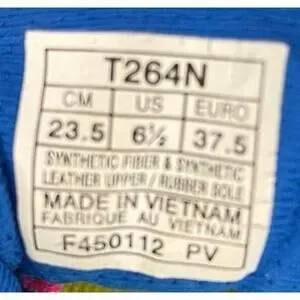 T264N
CM US EURO
23.5 6½ 37.5
SYNTHETIC FIBER & SYNTHETIC
LEATHER UPPER / RUBBER SOLE
MADE IN VIETNAM
FABRIQUE AU VIETNAM
F450112 PV